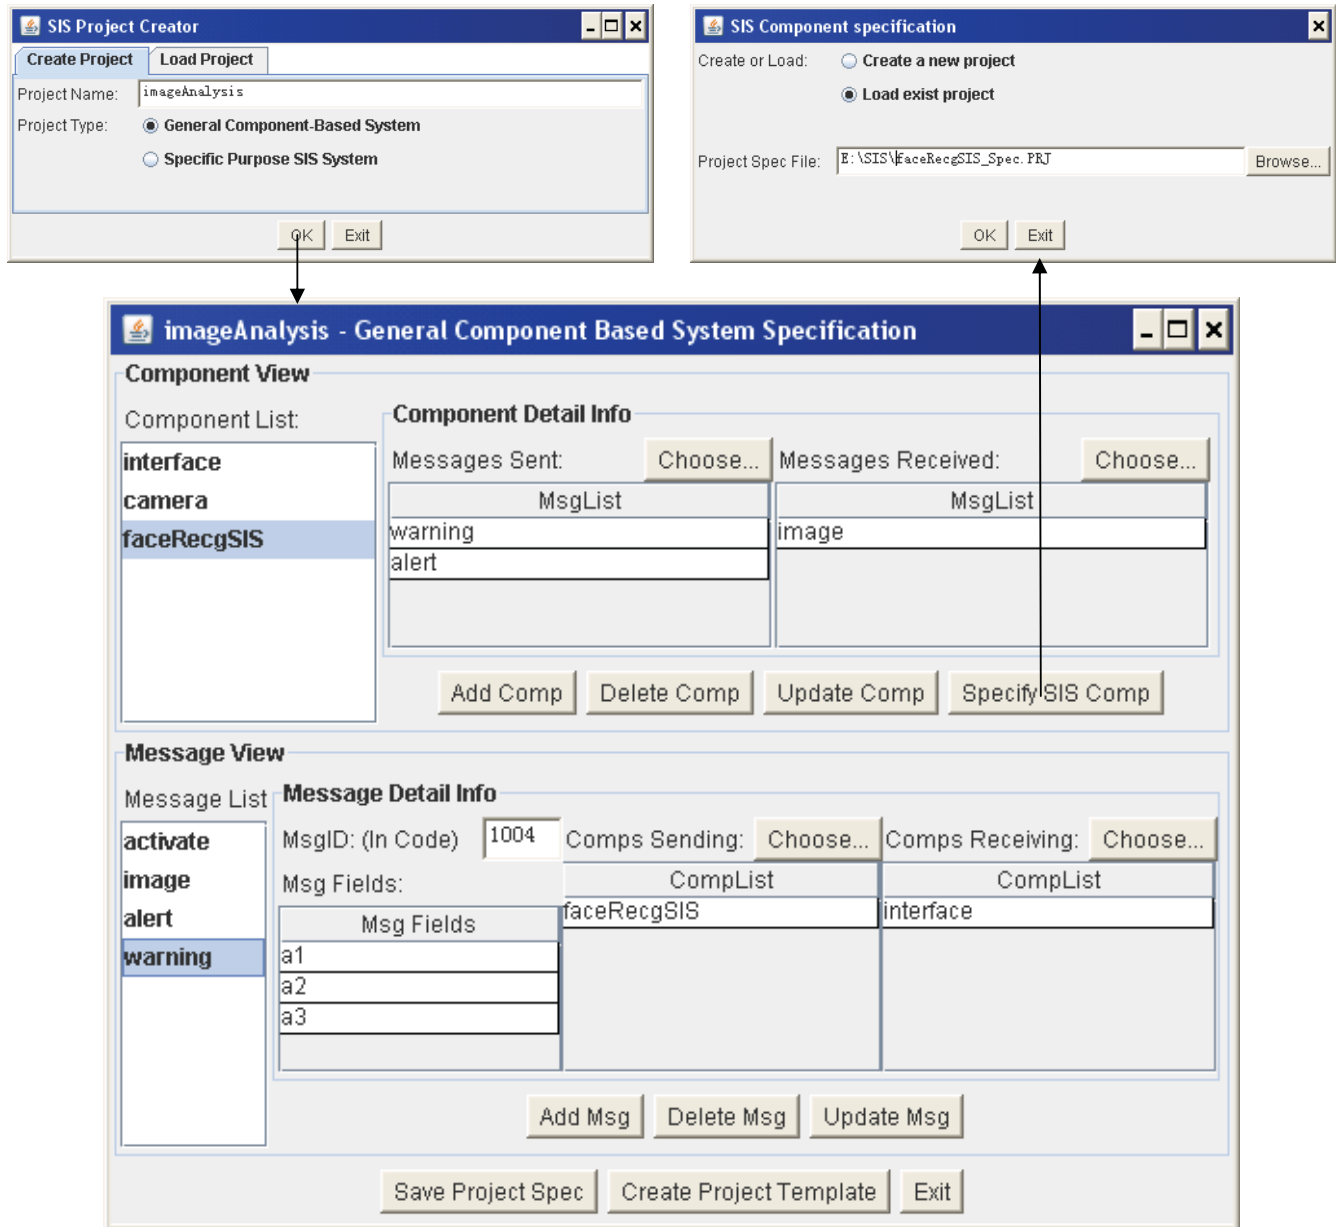 SIS Project Creator
Create Project Load Project
Project Name: imageAnalysis
Project Type: General Component-Based System
Specific Purpose SIS System
OK Exit
SIS Component specification
Create or Load: Create a new project
Load exist project
Project Spec File: E:\SIS\faceRecgSIS_Spec.PRJ Browse...
OK Exit
imageAnalysis - General Component Based System Specification
Component View
Component List:
interface
camera
faceRecgSIS
Component Detail Info
Messages Sent: Choose... Messages Received: Choose...
MsgList MsgList
warning image
alert
Add Comp Delete Comp Update Comp Specify SIS Comp
Message View
Message List
activate
image
alert
warning
Message Detail Info
MsgID: (In Code) 1004 Comps Sending: Choose... Comps Receiving: Choose...
Msg Fields: CompList CompList
Msg Fields faceRecgSIS interface
a1
a2
a3
Add Msg Delete Msg Update Msg
Save Project Spec Create Project Template Exit